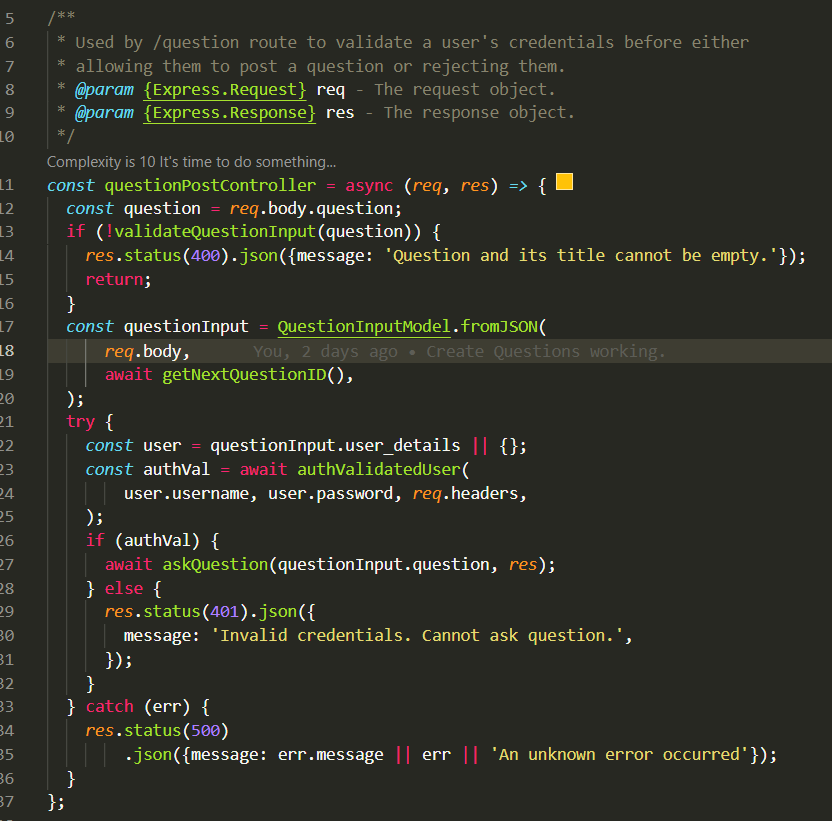 5 /**
6 * Used by /question route to validate a user's credentials before either
7 * allowing them to post a question or rejecting them.
8 * @param {Express.Request} req - The request object.
9 * @param {Express.Response} res - The response object.
10 */
Complexity is 10 It's time to do something...
11 const questionPostController = async (req, res) => {
12 const question = req.body.question;
13 if (!validateQuestionInput(question)) {
14 res.status(400).json({message: 'Question and its title cannot be empty.'});
15 return;
16 }
17 const questionInput = QuestionInputModel.fromJSON(
18 req.body, You, 2 days ago • Create Questions working.
19 await getNextQuestionID(),
20 );
21 try {
22 const user = questionInput.user_details || {};
23 const authVal = await authValidatedUser(
24 user.username, user.password, req.headers,
25 );
26 if (authVal) {
27 await askQuestion(questionInput.question, res);
28 } else {
29 res.status(401).json({
30 message: 'Invalid credentials. Cannot ask question.',
31 });
32 }
33 } catch (err) {
34 res.status(500)
35 .json({message: err.message || err || 'An unknown error occurred'});
36 }
37 };